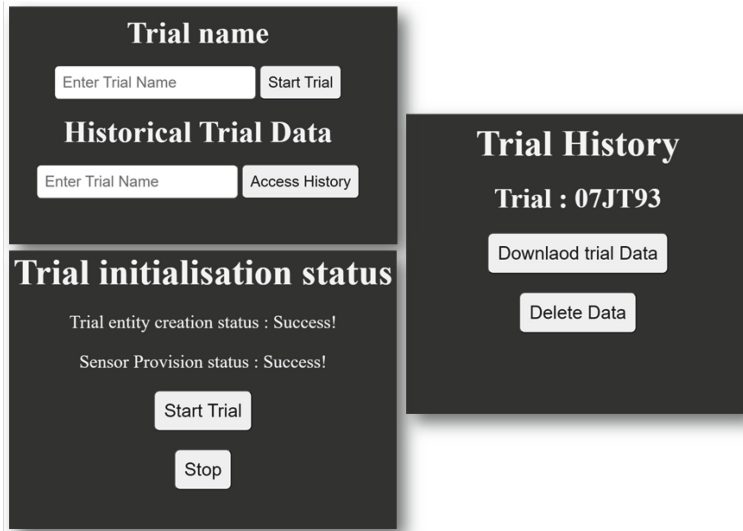 Trial name
Enter Trial Name Start Trial
Historical Trial Data
Enter Trial Name Access History
Trial initialisation status
Trial entity creation status : Success!
Sensor Provision status : Success!
Start Trial
Stop
Trial History
Trial : 07JT93
Downlaod trial Data
Delete Data